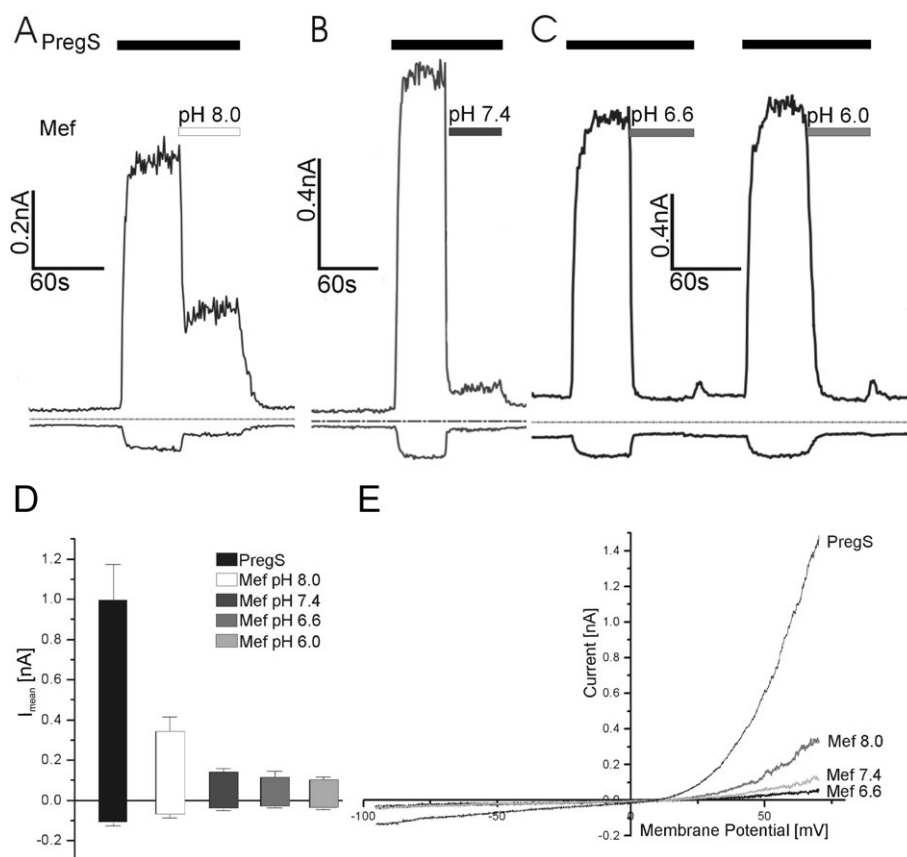 A
B
C
PregS
Mef
pH 8.0
pH 7.4
pH 6.6
pH 6.0
0.2nA
60s
0.4nA
60s
0.4nA
60s
D
E
1.2
1.0
0.8
0.6
0.4
0.2
0.0
-0.2
I mean [nA]
PregS
Mef pH 8.0
Mef pH 7.4
Mef pH 6.6
Mef pH 6.0
1.4
1.2
1.0
0.8
0.6
0.4
0.2
-0.2
Current [nA]
PregS
Mef 8.0
Mef 7.4
Mef 6.6
-100
-50
0
50
Membrane Potential [mV]